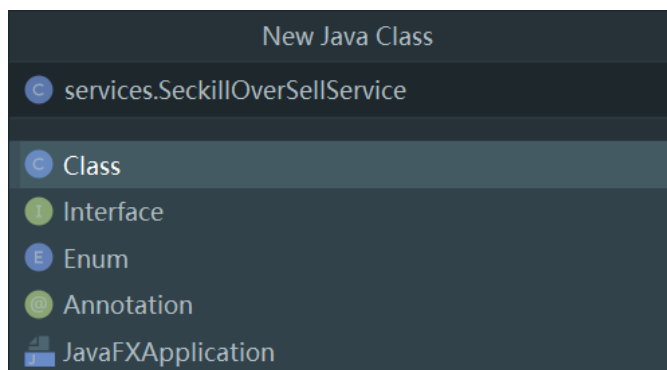 New Java Class
C services.SeckillOverSellService
C Class
I Interface
E Enum
@ Annotation
J JavaFXApplication